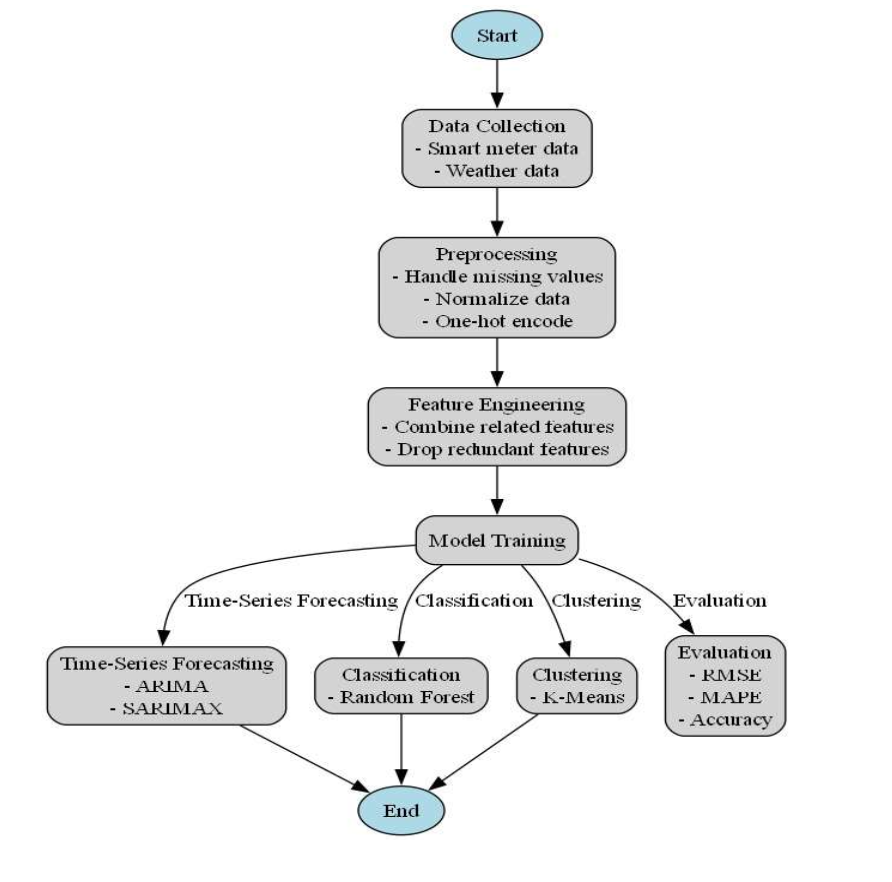 Start
Data Collection
- Smart meter data
- Weather data
Preprocessing
- Handle missing values
- Normalize data
- One-hot encode
Feature Engineering
- Combine related features
- Drop redundant features
Model Training
Time-Series Forecasting
Classification
Clustering
Evaluation
Time-Series Forecasting
- ARIMA
- SARIMAX
Classification
- Random Forest
Clustering
- K-Means
Evaluation
- RMSE
- MAPE
- Accuracy
End